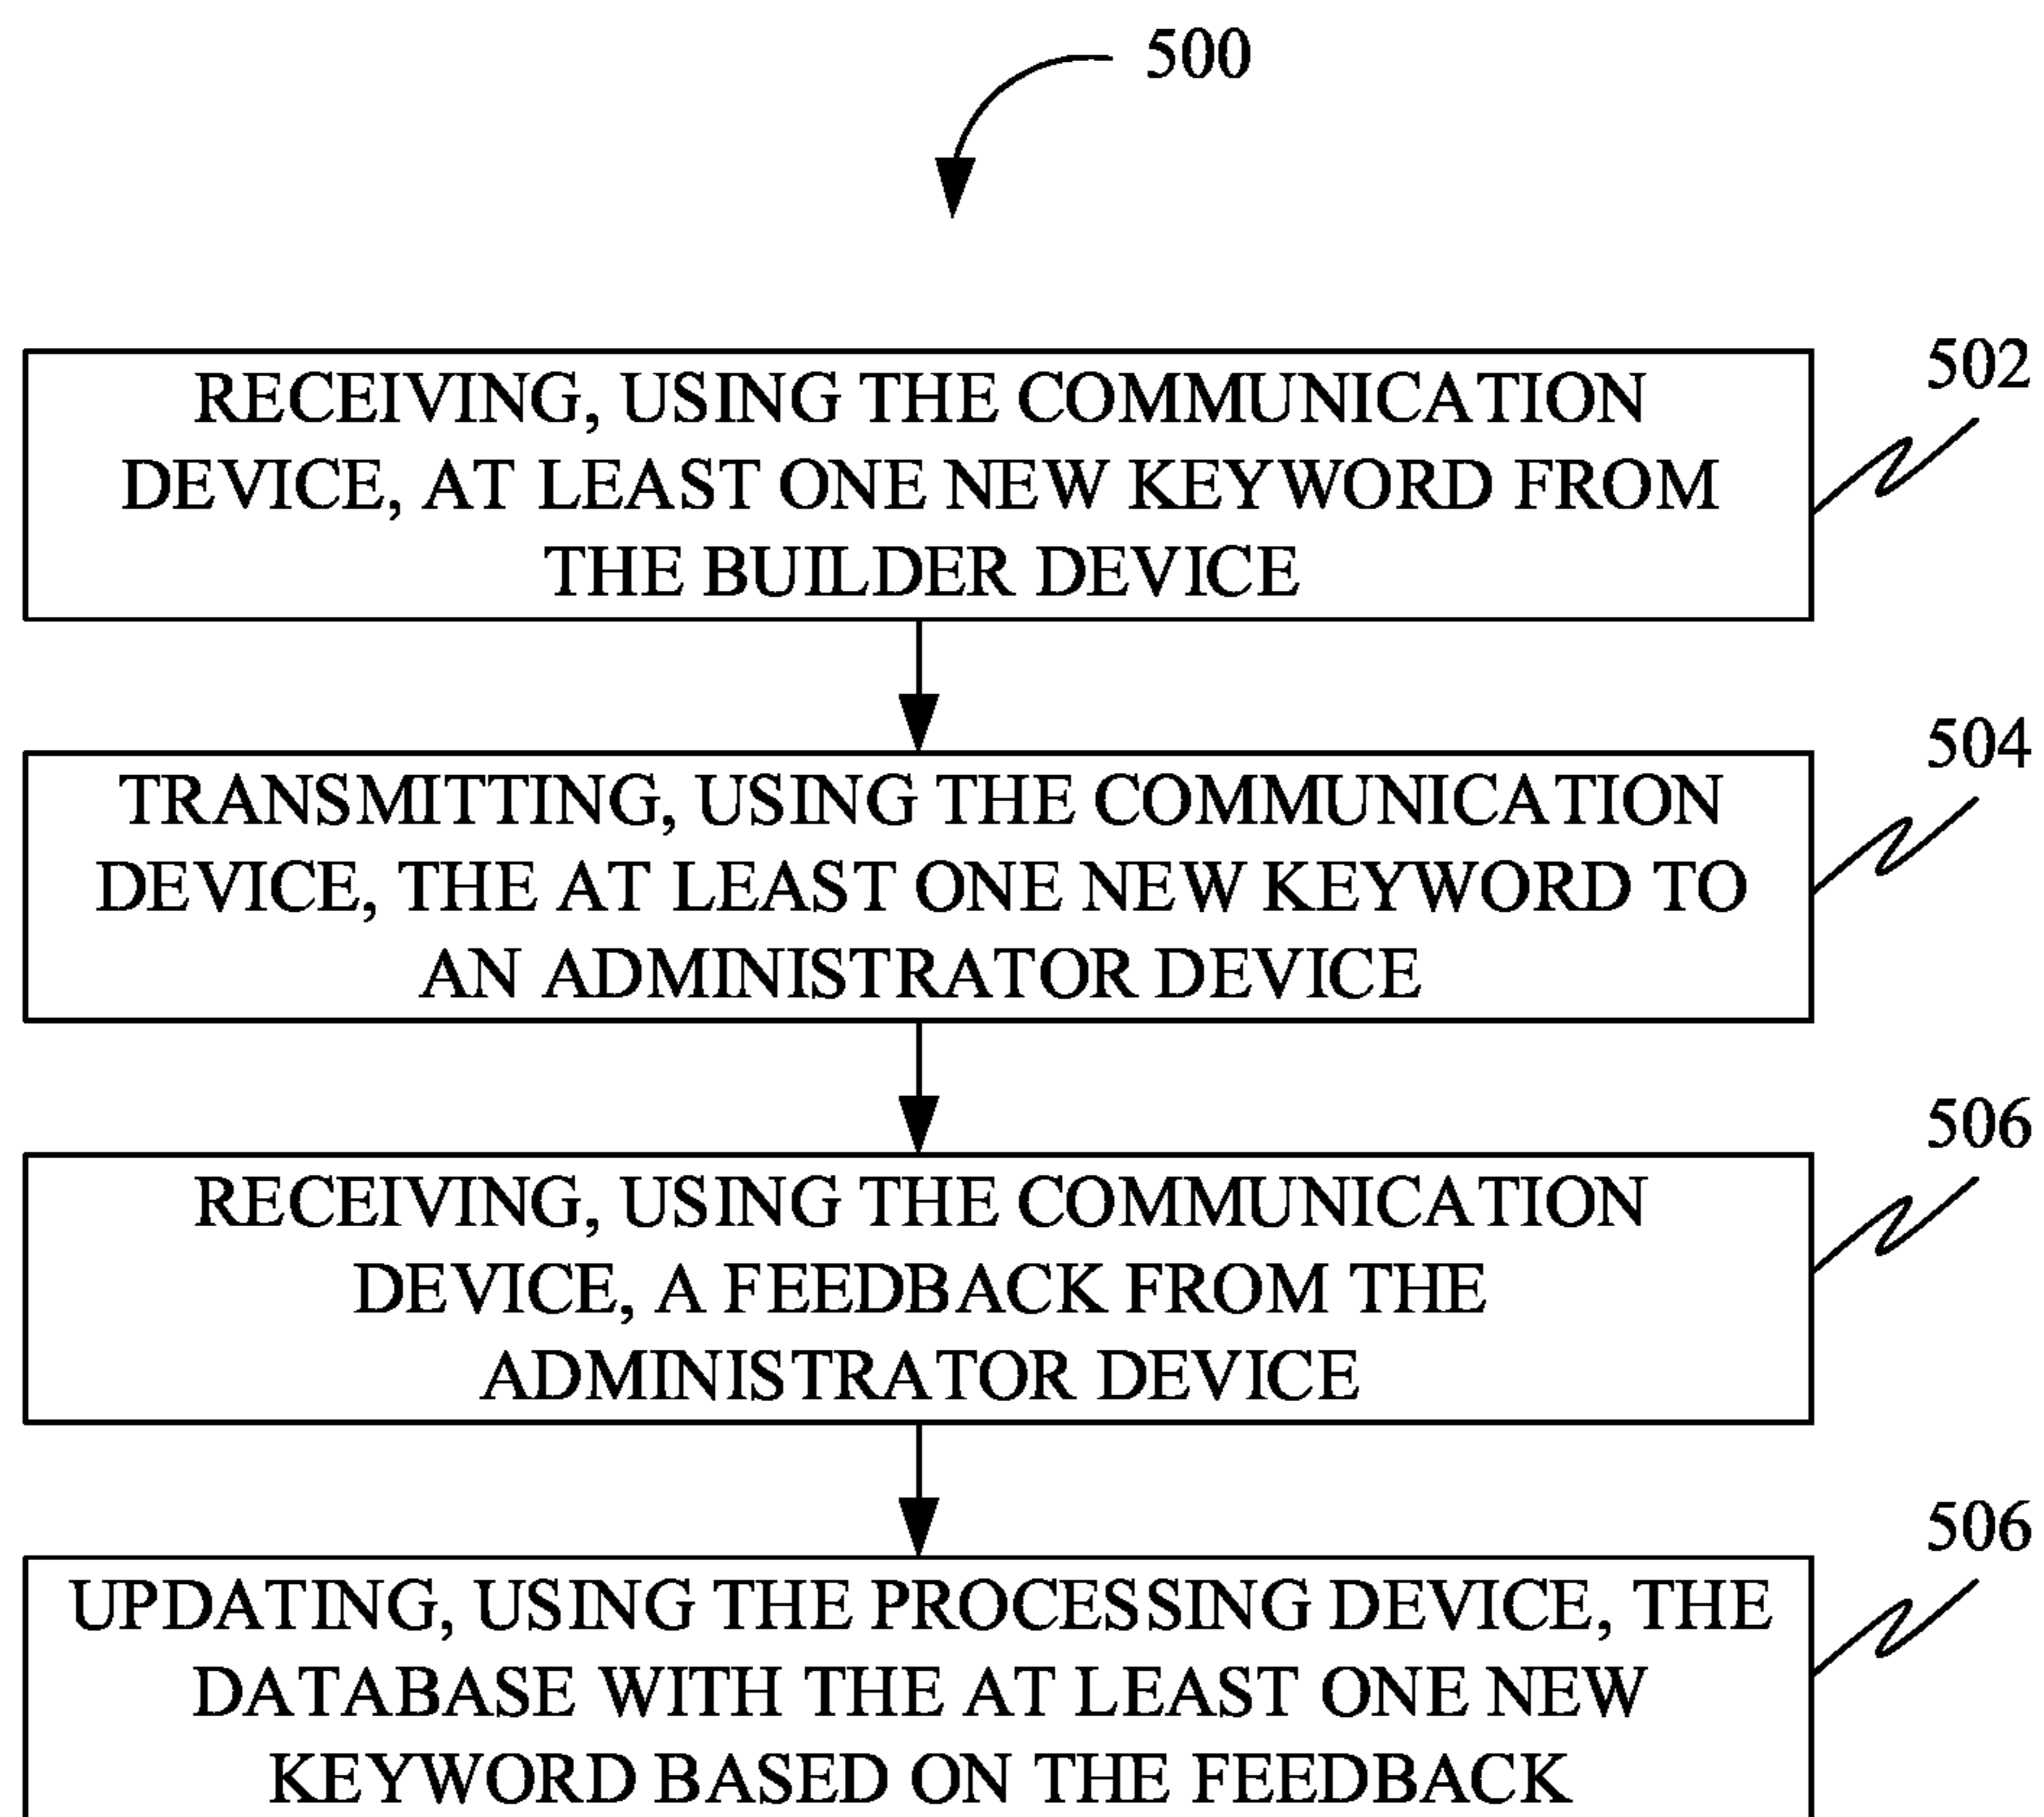 500
502
RECEIVING, USING THE COMMUNICATION
DEVICE, AT LEAST ONE NEW KEYWORD FROM
THE BUILDER DEVICE
504
TRANSMITTING, USING THE COMMUNICATION
DEVICE, THE AT LEAST ONE NEW KEYWORD TO
AN ADMINISTRATOR DEVICE
506
RECEIVING, USING THE COMMUNICATION
DEVICE, A FEEDBACK FROM THE
ADMINISTRATOR DEVICE
506
UPDATING, USING THE PROCESSING DEVICE, THE
DATABASE WITH THE AT LEAST ONE NEW
KEYWORD BASED ON THE FEEDBACK